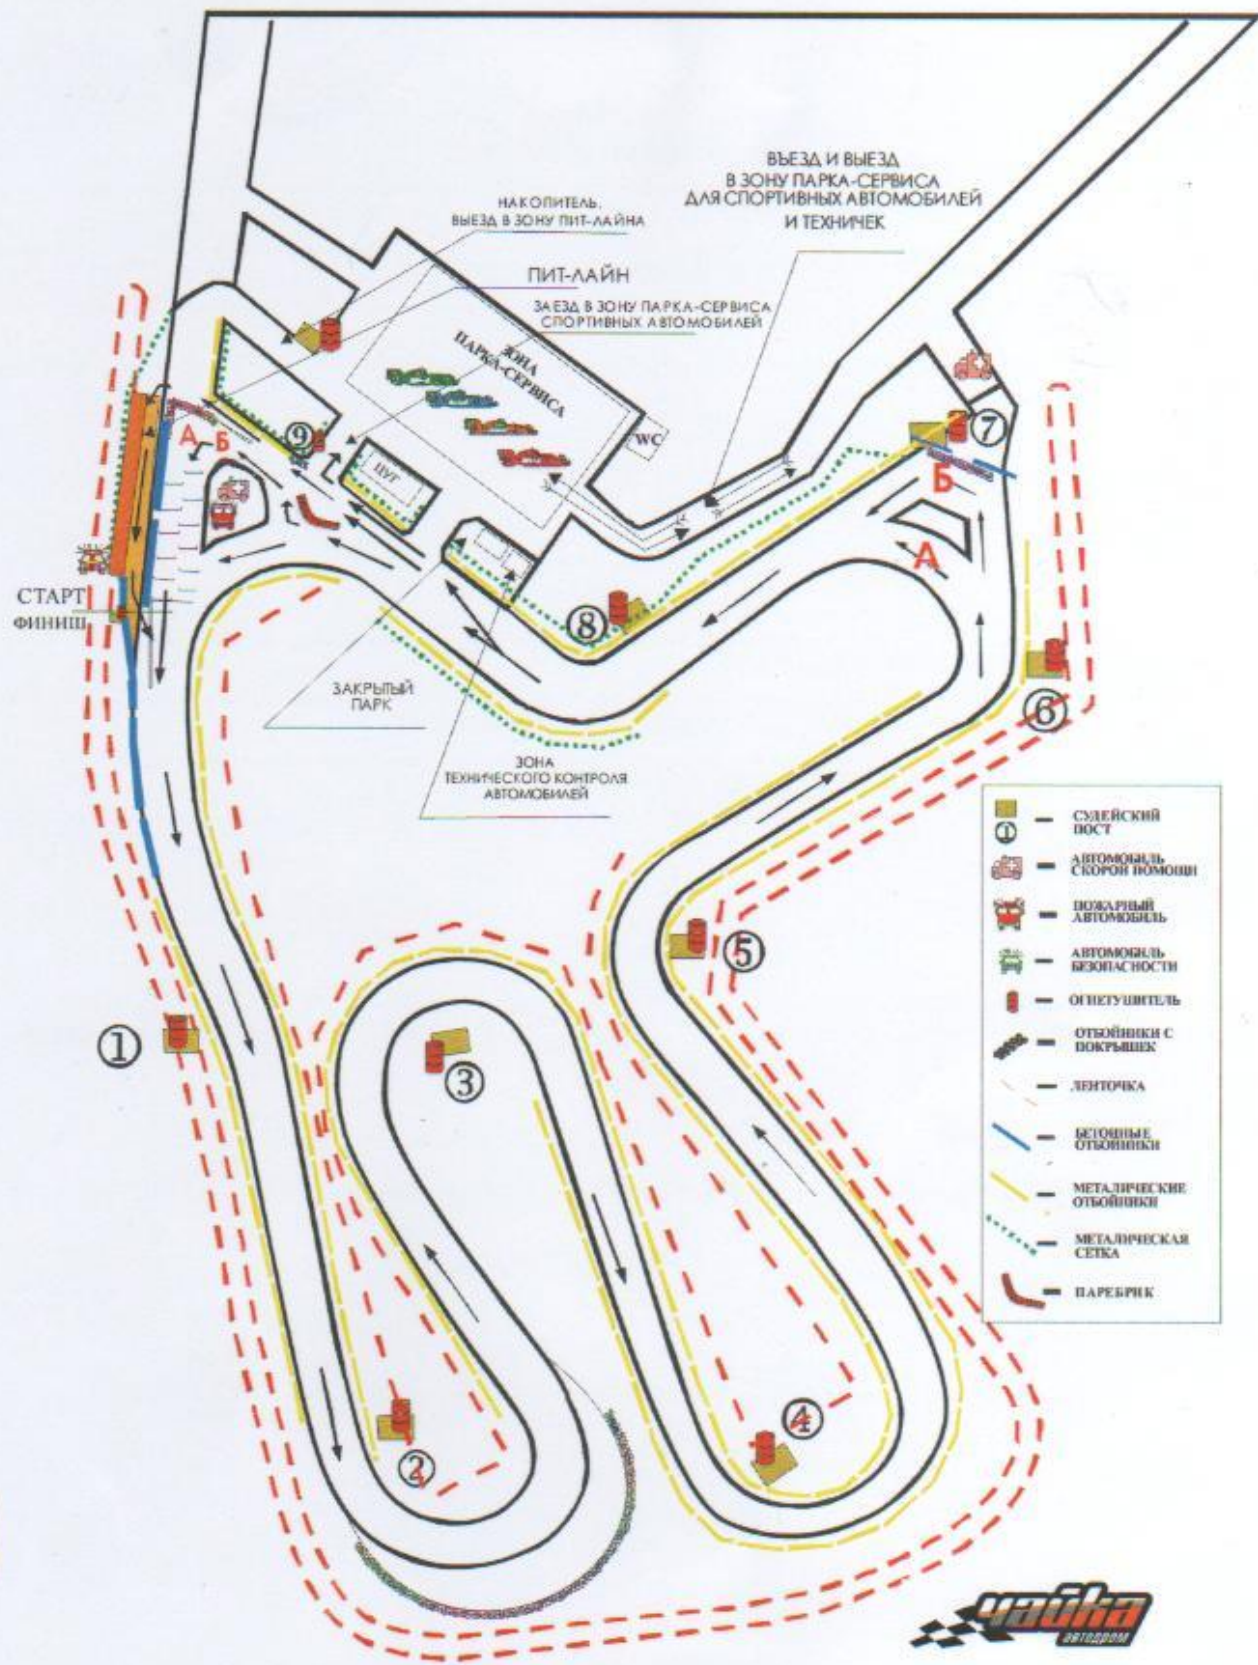 ВЪЕЗД И ВЫЕЗД
В ЗОНУ ПАРКА-СЕРВИСА
ДЛЯ СПОРТИВНЫХ АВТОМОБИЛЕЙ
И ТЕХНИЧЕК
НАКОПИТЕЛЬ.
ВЫЕЗД В ЗОНУ ПИТ-ЛАЙНА
ПИТ-ЛАЙН
ЗАЕЗД В ЗОНУ ПАРКА-СЕРВИСА
СПОРТИВНЫХ АВТОМОБИЛЕЙ
ЗОНА
ПАРКА-СЕРВИСА
WC
7
9
А Б
ЦУГ
Б
А
СТАРТ
ФИНИШ
8
6
ЗАКРЫТЫЙ
ПАРК
ЗОНА
ТЕХНИЧЕСКОГО КОНТРОЛЯ
АВТОМОБИЛЕЙ
5
1
3
4
2
1 — СУДЕЙСКИЙ
ПОСТ
— АВТОМОБИЛЬ
СКОРОЙ ПОМОЩИ
— ПОЖАРНЫЙ
АВТОМОБИЛЬ
— АВТОМОБИЛЬ
БЕЗОПАСНОСТИ
— ОГНЕТУШИТЕЛЬ
— ОТБОЙНИКИ С
ПОКРЫШЕК
— ЛЕНТОЧКА
— БЕТОННЫЕ
ОТБОЙНИКИ
— МЕТАЛИЧЕСКИЕ
ОТБОЙНИКИ
— МЕТАЛИЧЕСКАЯ
СЕТКА
— ПАРЕБРИК
чайка
автодром